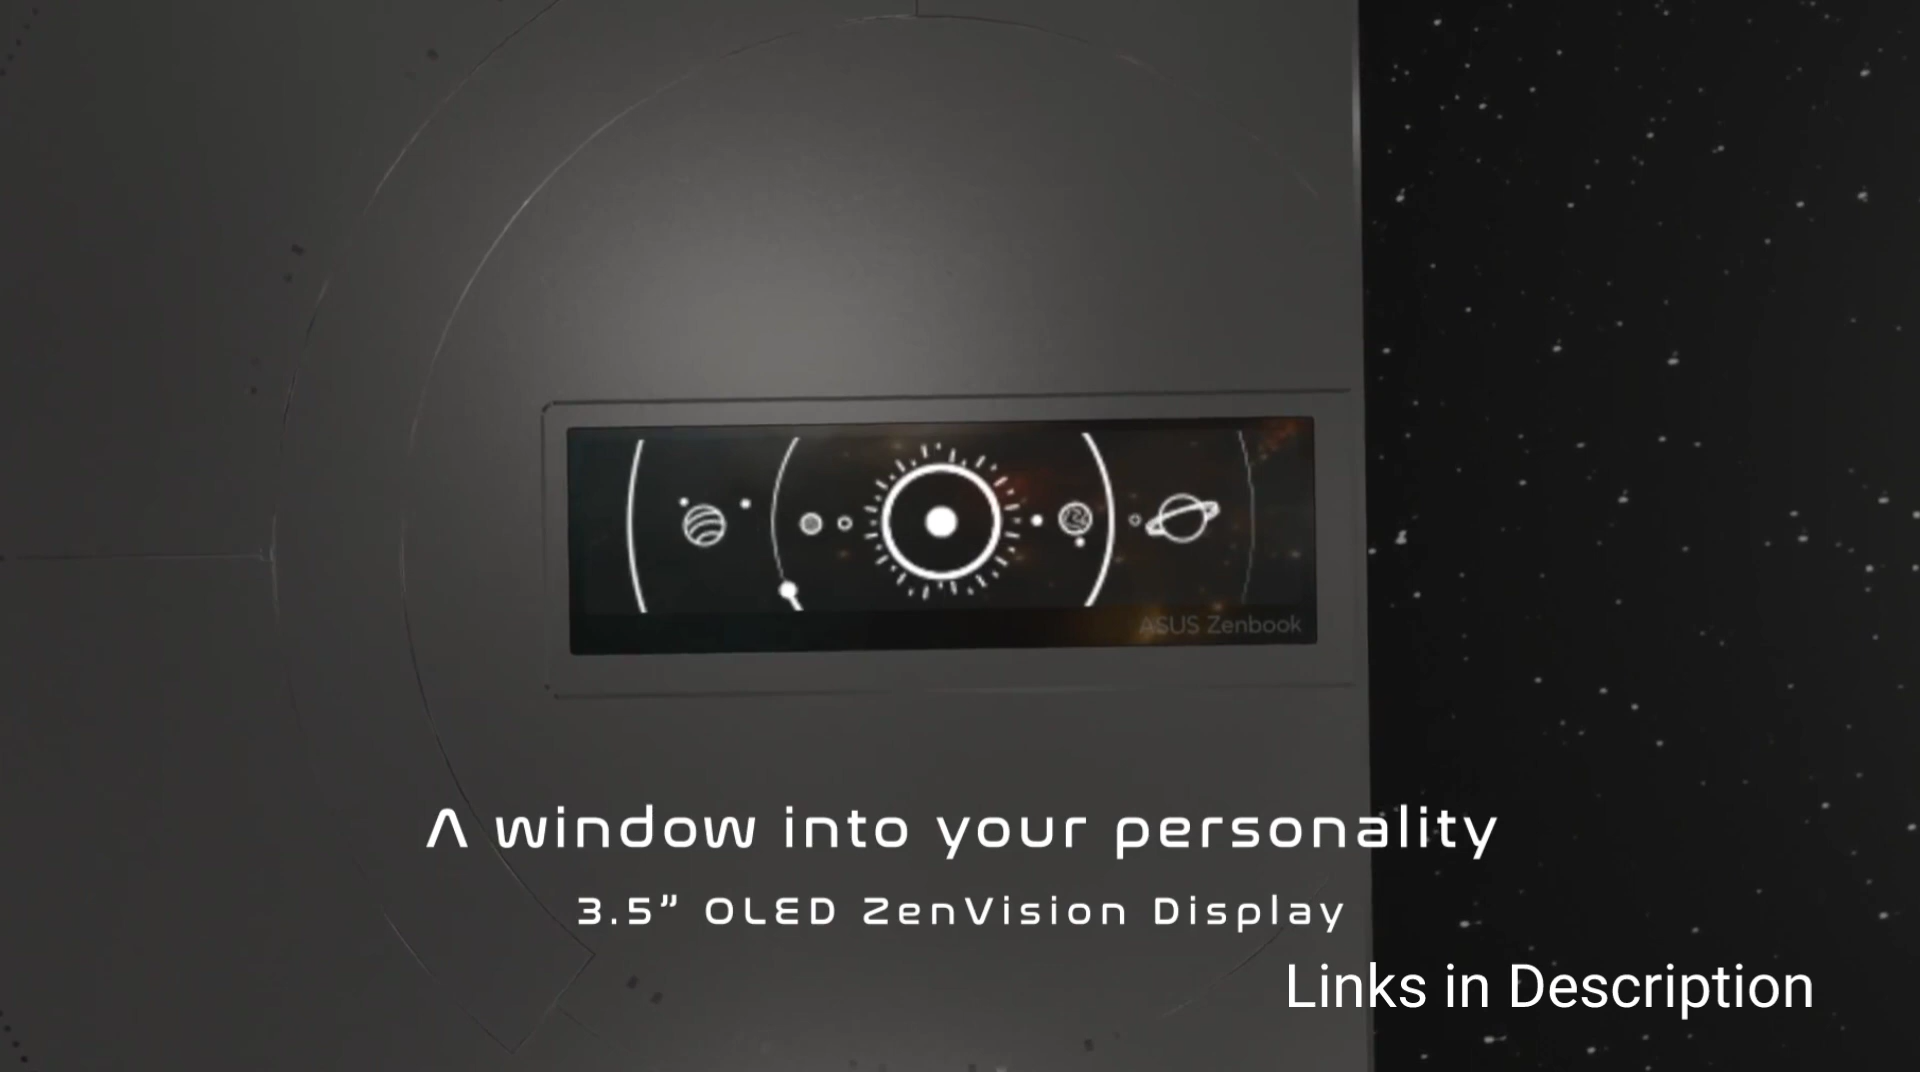 ASUS Zenbook
A window into your personality
3.5” OLED ZenVision Display
Links in Description